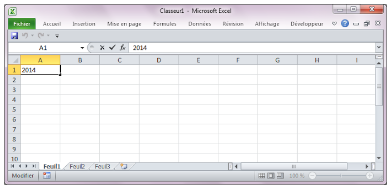 Classeur1 - Microsoft Excel
Fichier Accueil Insertion Mise en page Formules Données Révision Affichage Développeur
A1 fx 2014
A B C D E F G H I
1 2014
2
3
4
5
6
7
8
9
10
Feuil1 Feuil2 Feuil3
Modifier 100 %